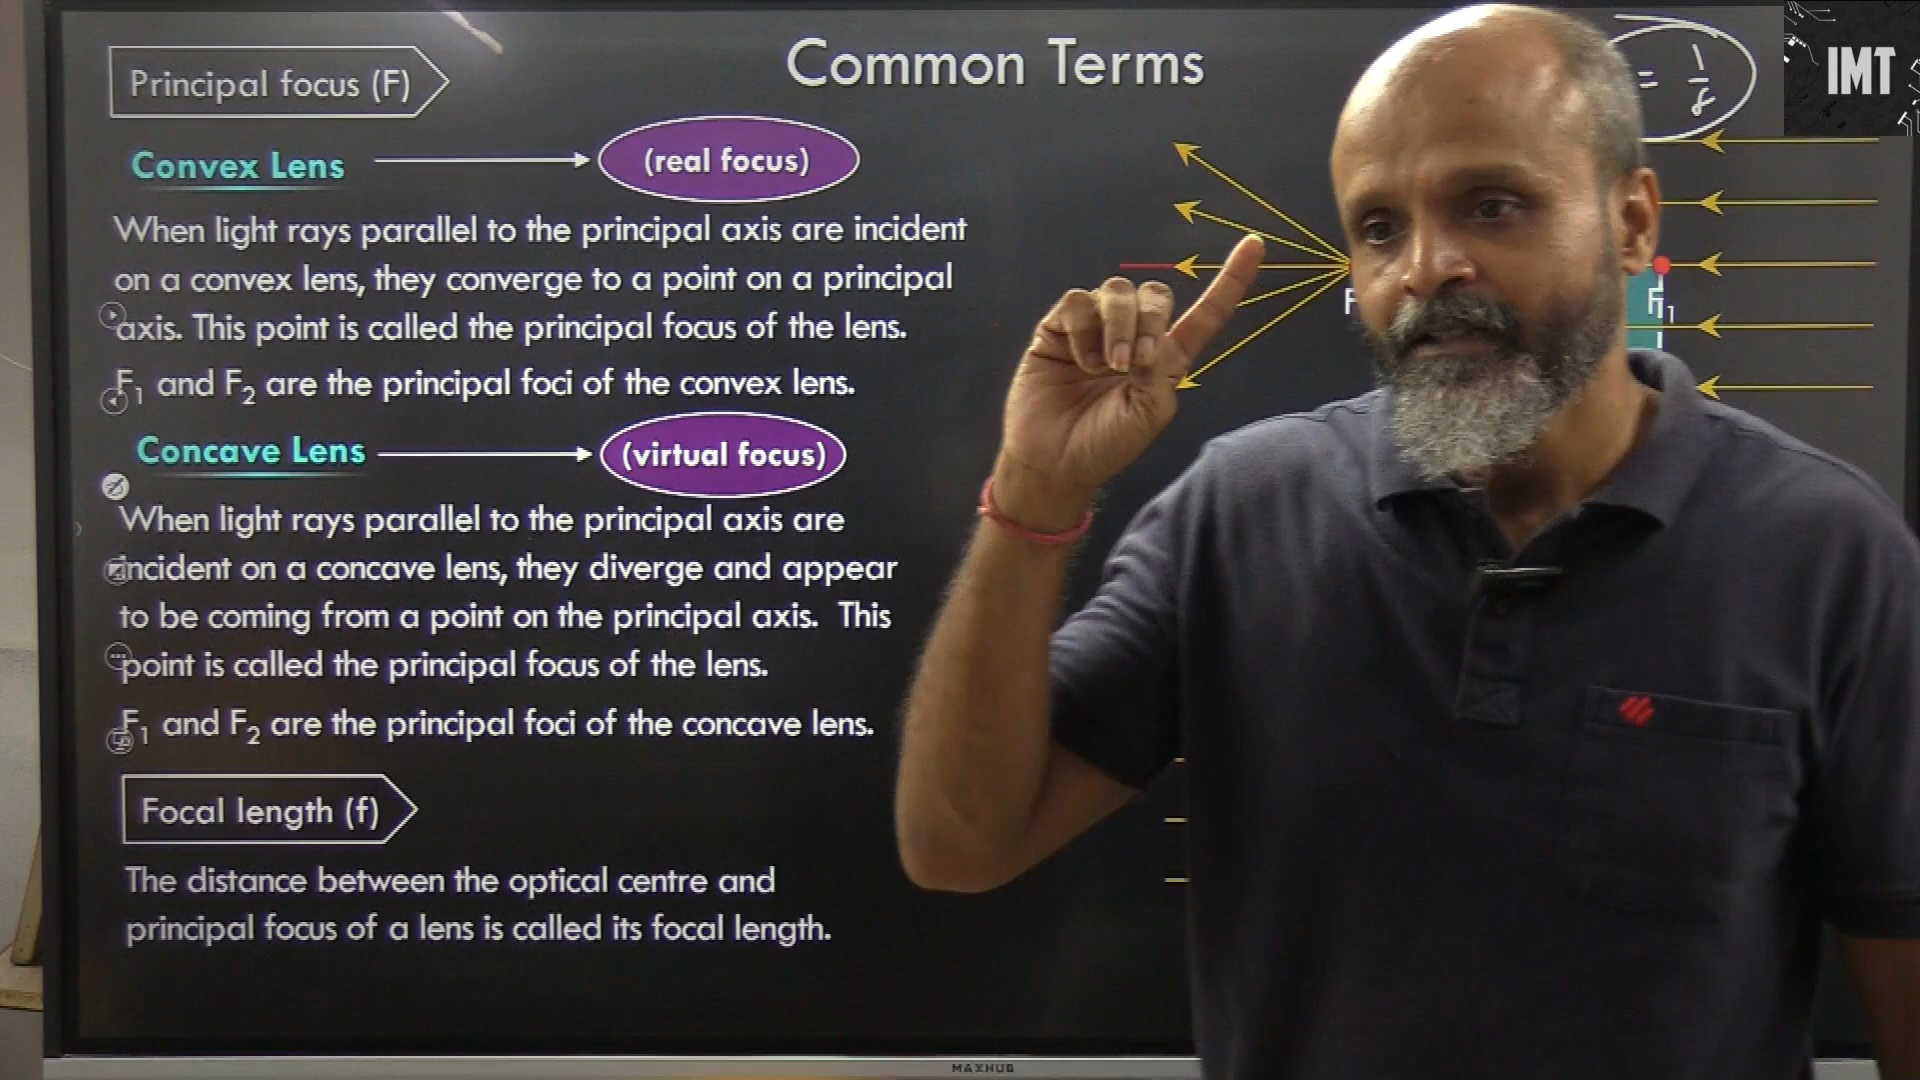 Common Terms
= 1/f
IMT
Principal focus (F)
Convex Lens
(real focus)
When light rays parallel to the principal axis are incident
on a convex lens, they converge to a point on a principal
axis. This point is called the principal focus of the lens.
F₁ and F₂ are the principal foci of the convex lens.
F
F₁
Concave Lens
(virtual focus)
When light rays parallel to the principal axis are
incident on a concave lens, they diverge and appear
to be coming from a point on the principal axis. This
point is called the principal focus of the lens.
F₁ and F₂ are the principal foci of the concave lens.
Focal length (f)
The distance between the optical centre and
principal focus of a lens is called its focal length.
MAXHUB